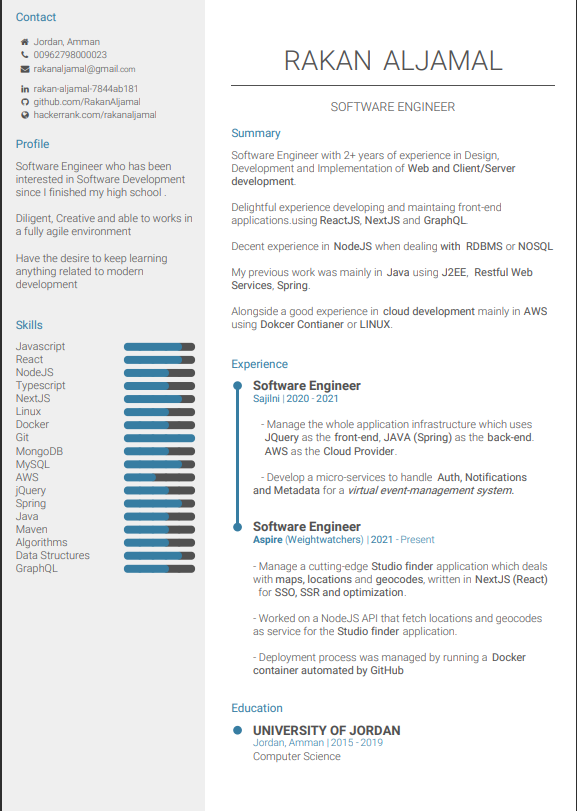 Contact
Jordan, Amman
00962798000023
rakanaljamal@gmail.com
rakan-aljamal-7844ab181
github.com/RakanAljamal
hackerrank.com/rakanaljamal
Profile
Software Engineer who has been
interested in Software Development
since I finished my high school .
Diligent, Creative and able to works in
a fully agile environment
Have the desire to keep learning
anything related to modern
development
Skills
Javascript
React
NodeJS
Typescript
NextJS
Linux
Docker
Git
MongoDB
MySQL
AWS
jQuery
Spring
Java
Maven
Algorithms
Data Structures
GraphQL
RAKAN ALJAMAL
SOFTWARE ENGINEER
Summary
Software Engineer with 2+ years of experience in Design,
Development and Implementation of Web and Client/Server
development.
Delightful experience developing and maintaing front-end
applications.using ReactJS, NextJS and GraphQL.
Decent experience in NodeJS when dealing with RDBMS or NOSQL
My previous work was mainly in Java using J2EE, Restful Web
Services, Spring.
Alongside a good experience in cloud development mainly in AWS
using Dokcer Contianer or LINUX.
Experience
Software Engineer
Sajilni | 2020 - 2021
- Manage the whole application infrastructure which uses
JQuery as the front-end, JAVA (Spring) as the back-end.
AWS as the Cloud Provider.
- Develop a micro-services to handle Auth, Notifications
and Metadata for a virtual event-management system.
Software Engineer
Aspire (Weightwatchers) | 2021 - Present
- Manage a cutting-edge Studio finder application which deals
with maps, locations and geocodes, written in NextJS (React)
for SSO, SSR and optimization.
- Worked on a NodeJS API that fetch locations and geocodes
as service for the Studio finder application.
- Deployment process was managed by running a Docker
container automated by GitHub
Education
UNIVERSITY OF JORDAN
Jordan, Amman | 2015 - 2019
Computer Science